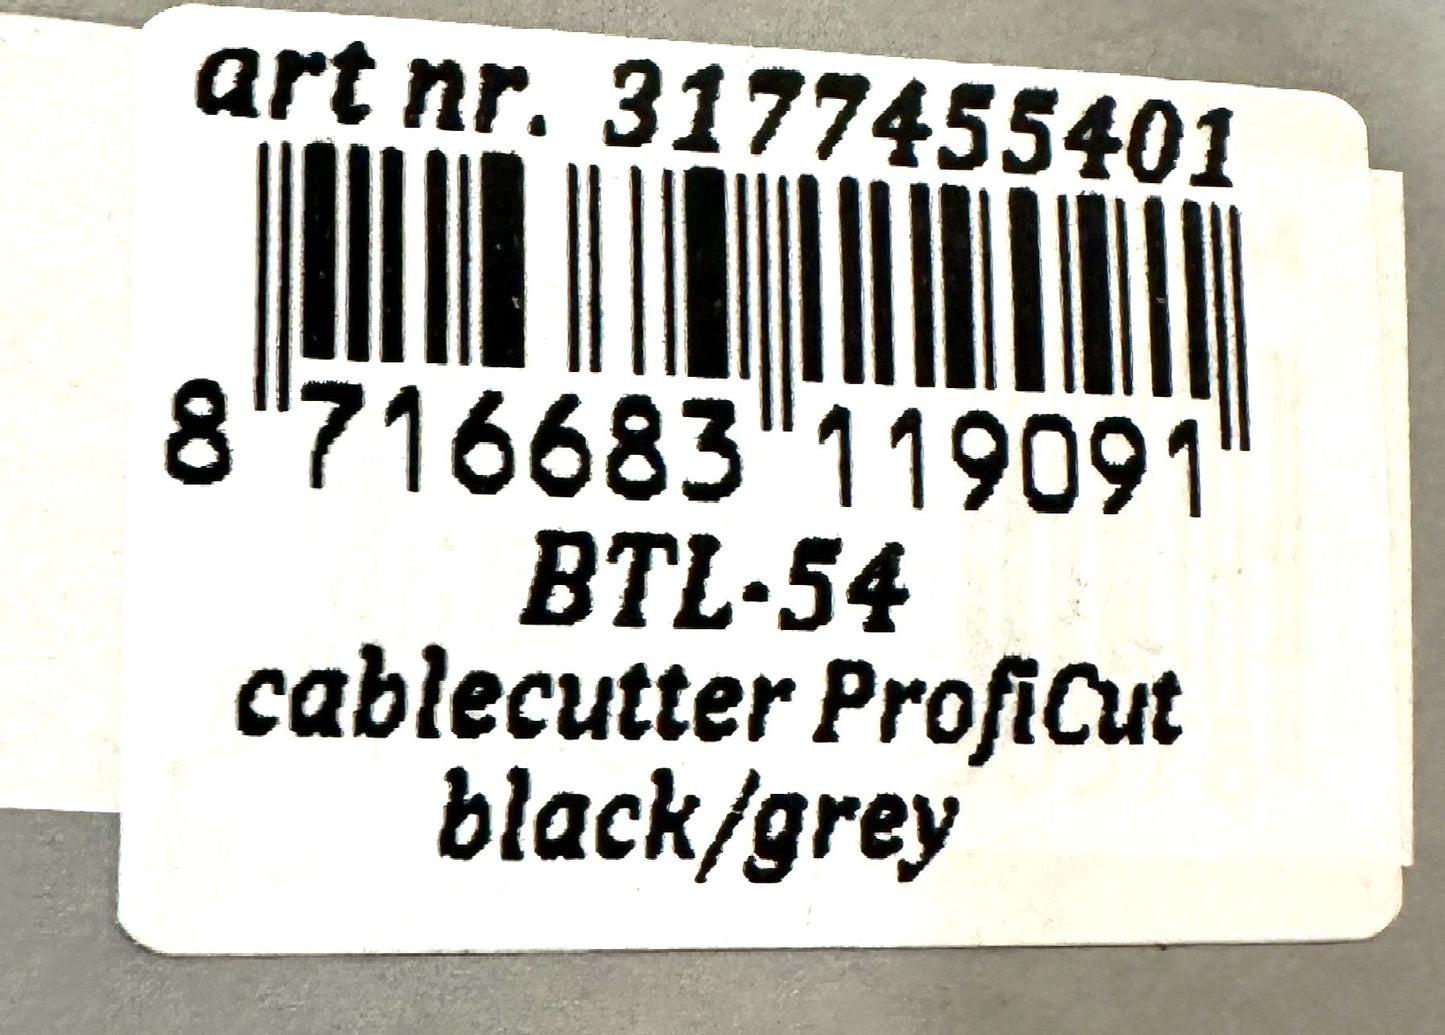 art nr. 3177455401
8 716683 119091
BTL-54
cablecutter ProfiCut
black/grey